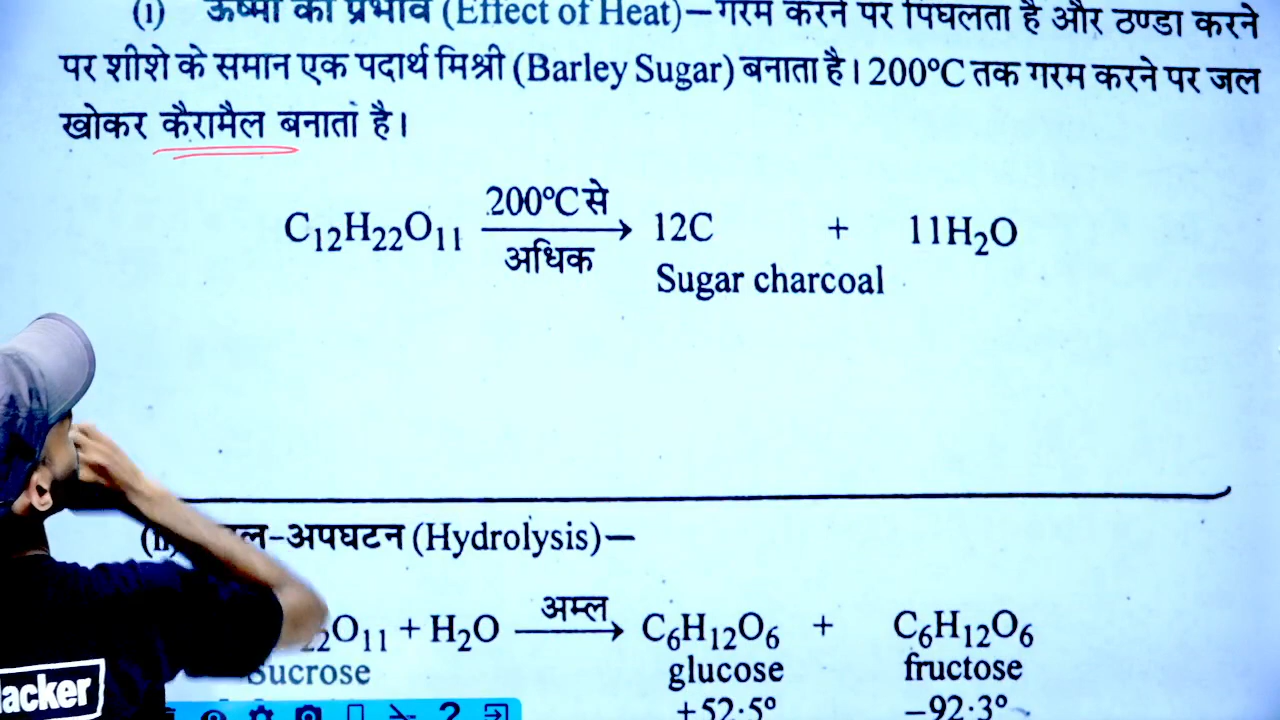 (i) ऊष्मा का प्रभाव (Effect of Heat)—गरम करने पर पिघलता है और ठण्डा करने
पर शीशे के समान एक पदार्थ मिश्री (Barley Sugar) बनाता है। 200°C तक गरम करने पर जल
खोकर कैरामैल बनाता है।
C₁₂H₂₂O₁₁ 200°C से अधिक → 12C + 11H₂O
Sugar charcoal
-अपघटन (Hydrolysis)—
₂O₁₁ + H₂O अम्ल → C₆H₁₂O₆ + C₆H₁₂O₆
Sucrose glucose fructose
+52·5° −92·3°
acker